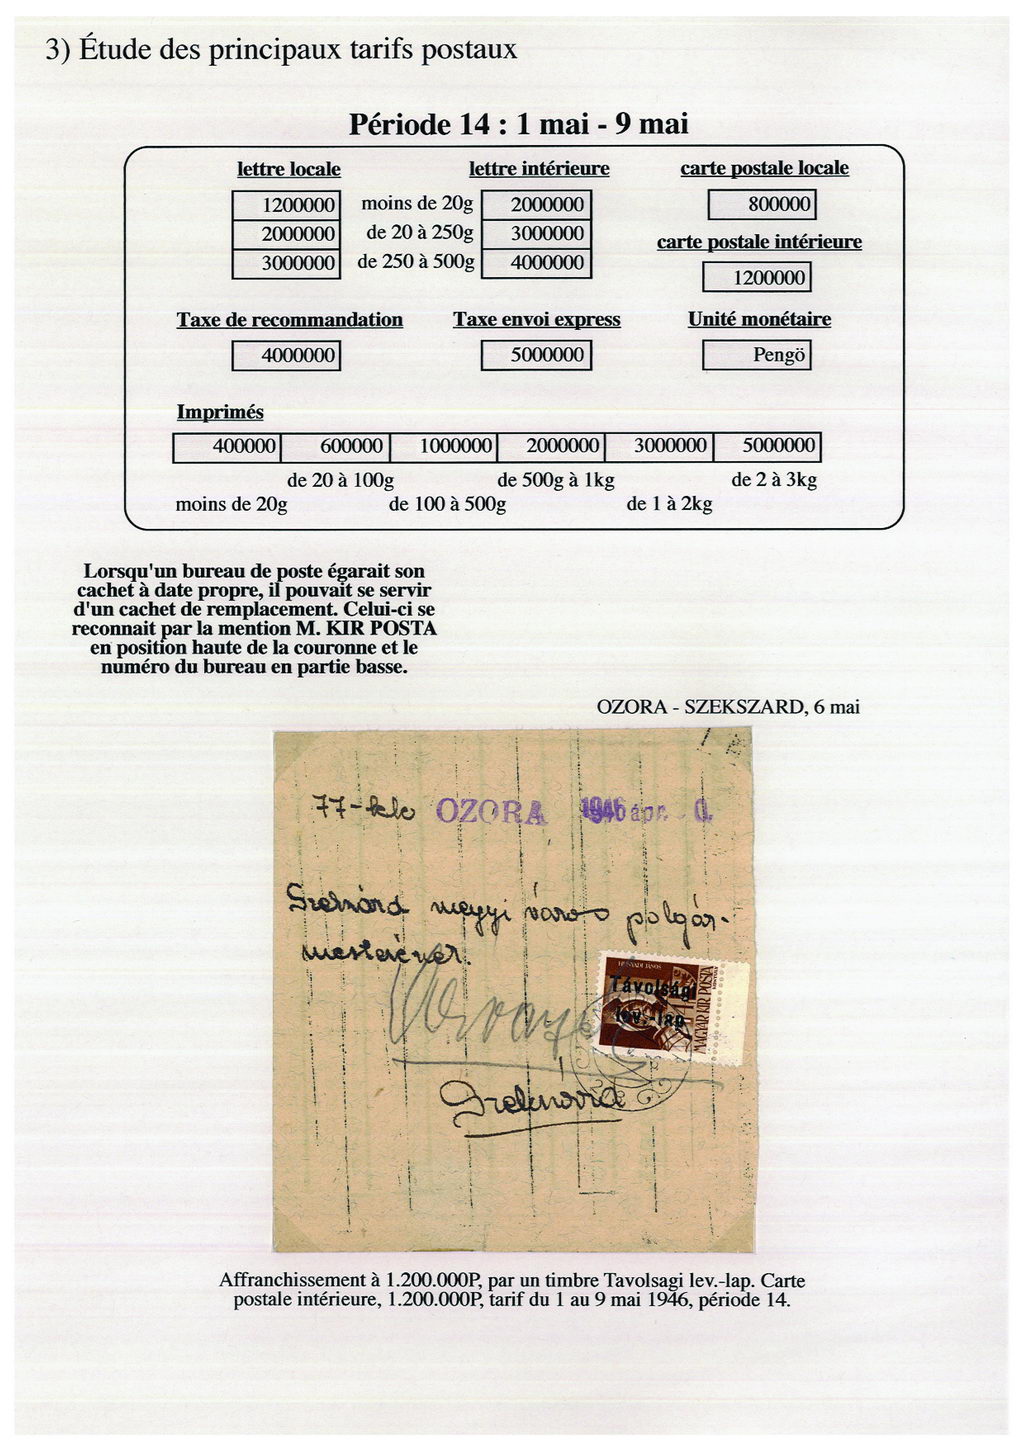 3) Étude des principaux tarifs postaux
Période 14 : 1 mai - 9 mai
lettre locale lettre intérieure carte postale locale
1200000 moins de 20g 2000000 800000
2000000 de 20 à 250g 3000000
carte postale intérieure
3000000 de 250 à 500g 4000000
1200000
Taxe de recommandation Taxe envoi express Unité monétaire
4000000 5000000 Pengö
Imprimés
400000 600000 1000000 2000000 3000000 5000000
de 20 à 100g de 500g à 1kg de 2 à 3kg
moins de 20g de 100 à 500g de 1 à 2kg
Lorsqu'un bureau de poste égarait son
cachet à date propre, il pouvait se servir
d'un cachet de remplacement. Celui-ci se
reconnait par la mention M. KIR POSTA
en position haute de la couronne et le
numéro du bureau en partie basse.
OZORA - SZEKSZARD, 6 mai
OZORA 1946 ápr.
megyi város polgár-
mesterének.
HUNYADI JÁNOS
Távolsági
lev.-lap
MAGYAR KIR POSTA
Affranchissement à 1.200.000P, par un timbre Tavolsagi lev.-lap. Carte
postale intérieure, 1.200.000P, tarif du 1 au 9 mai 1946, période 14.